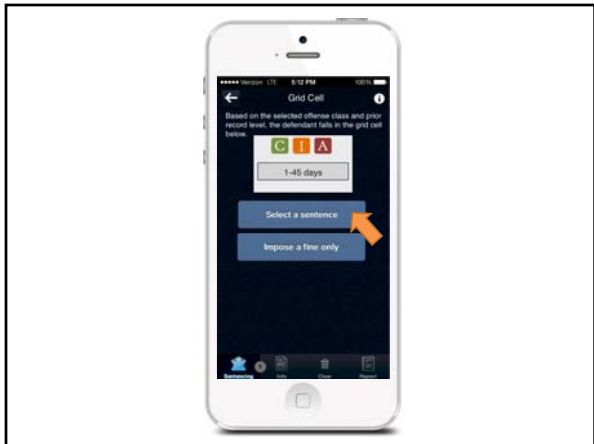 Verizon LTE 5:12 PM 100%
Grid Cell
Based on the selected offense class and prior
record level, the defendant falls in the grid cell
below.
C I A
1-45 days
Select a sentence
Impose a fine only
Sentencing Info Clear Report